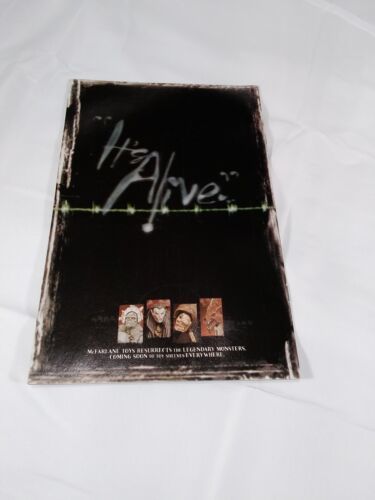 "It's
Alive."
McFARLANE TOYS RESURRECTS THE LEGENDARY MONSTERS.
COMING SOON TO TOY SHELVES EVERYWHERE.